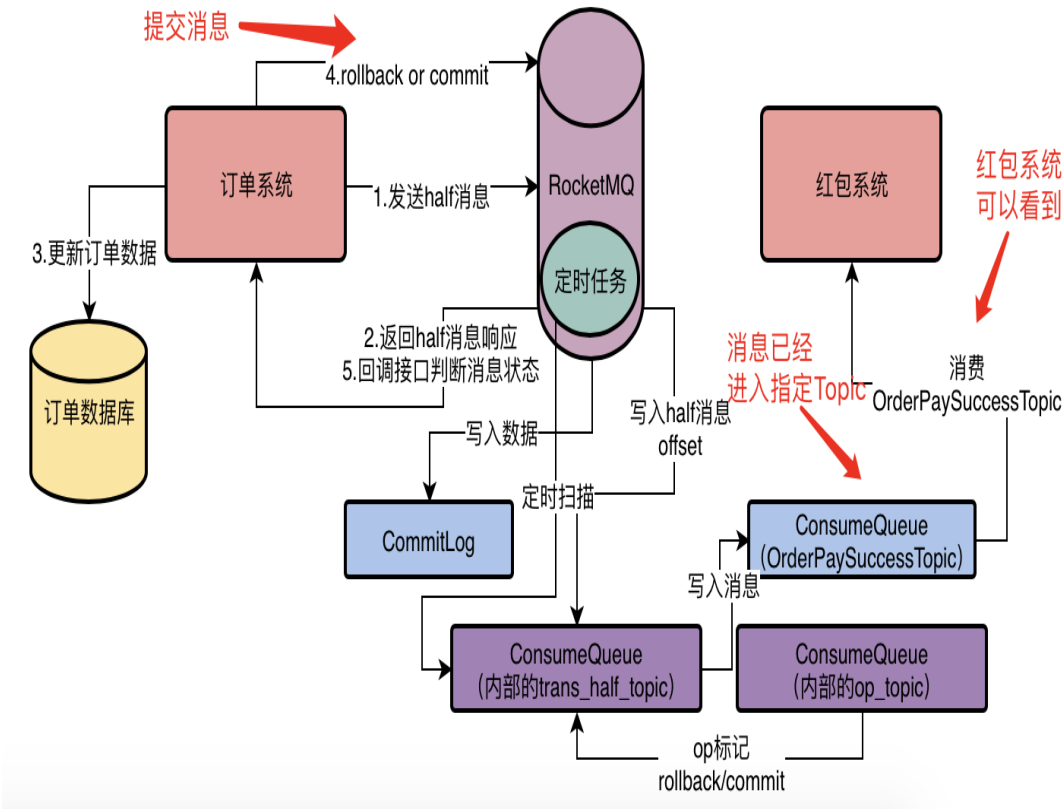 提交消息
4.rollback or commit
订单系统
1.发送half消息
RocketMQ
红包系统
红包系统
可以看到
3.更新订单数据
定时任务
2.返回half消息响应
5.回调接口判断消息状态
消息已经
进入指定Topic
消费
OrderPaySuccessTopic
订单数据库
写入half消息
offset
写入数据
定时扫描
CommitLog
ConsumeQueue
（OrderPaySuccessTopic）
写入消息
ConsumeQueue
（内部的trans_half_topic）
ConsumeQueue
（内部的op_topic）
op标记
rollback/commit